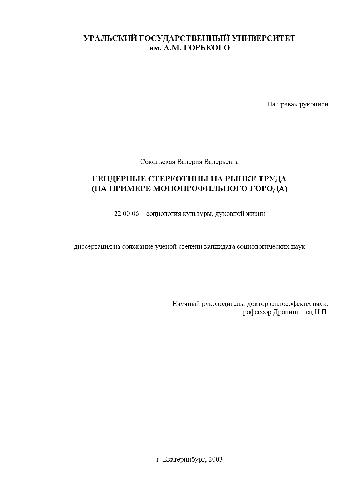 УРАЛЬСКИЙ ГОСУДАРСТВЕННЫЙ УНИВЕРСИТЕТ
им. А.М. ГОРЬКОГО
На правах рукописи
Валерия Валерьевна
ГЕНДЕРНЫЕ СТЕРЕОТИПЫ НА РЫНКЕ ТРУДА
(НА ПРИМЕРЕ МОНОПРОФИЛЬНОГО ГОРОДА)
22.00.06 – социология культуры, духовной жизни
диссертация на соискание ученой степени кандидата социологических наук
Научный руководитель: доктор философских наук,
профессор
г. Екатеринбург, 2003